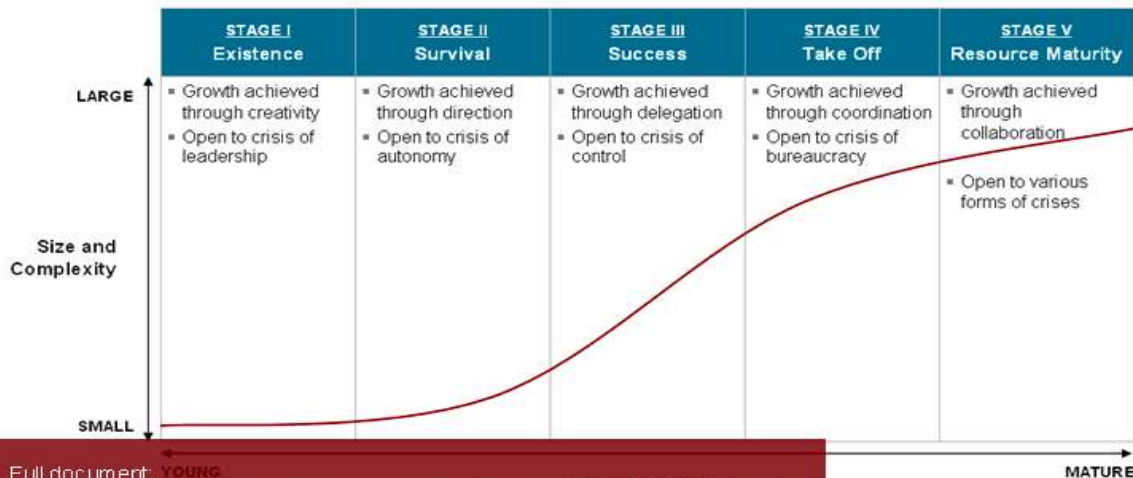 STAGE I
Existence
STAGE II
Survival
STAGE III
Success
STAGE IV
Take Off
STAGE V
Resource Maturity
LARGE
▪ Growth achieved
through creativity
▪ Open to crisis of
leadership
▪ Growth achieved
through direction
▪ Open to crisis of
autonomy
▪ Growth achieved
through delegation
▪ Open to crisis of
control
▪ Growth achieved
through coordination
▪ Open to crisis of
bureaucracy
▪ Growth achieved
through
collaboration
▪ Open to various
forms of crises
Size and
Complexity
SMALL
Full document:
YOUNG
MATURE